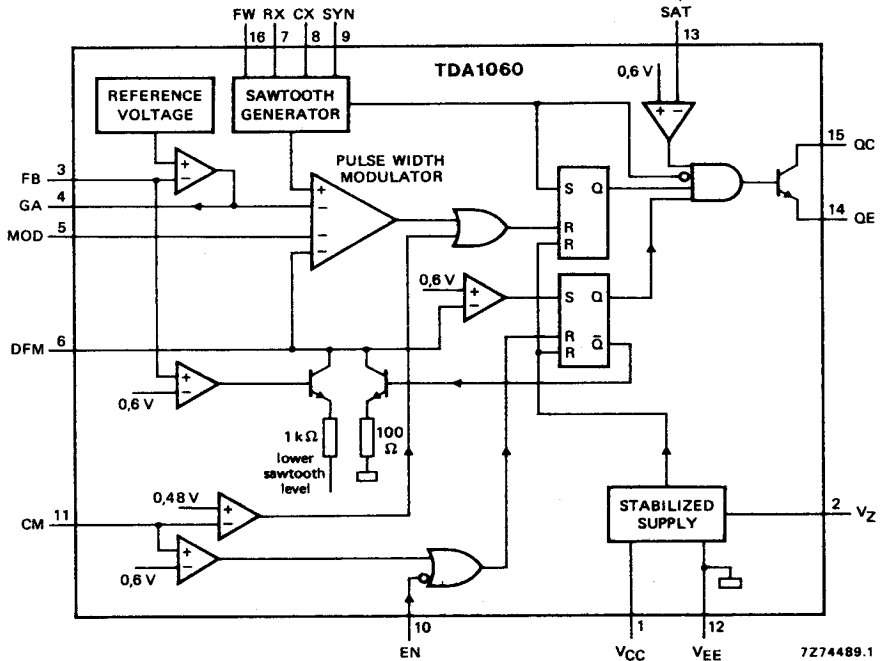 FW RX CX SYN
16 7 8 9
SAT
13
TDA1060
0,6 V
+ −
REFERENCE
VOLTAGE
SAWTOOTH
GENERATOR
PULSE WIDTH
MODULATOR
15 QC
14 QE
FB 3
GA 4
MOD 5
+
−
+
−
−
−
S Q
R
R
0,6 V
+
−
S Q
R
R Q̄
DFM 6
+
−
0,6 V
1 kΩ
lower
sawtooth
level
100
Ω
CM 11
0,48 V
+
−
+
−
0,6 V
STABILIZED
SUPPLY
2 VZ
10
EN
1
VCC
12
VEE
7Z74489.1